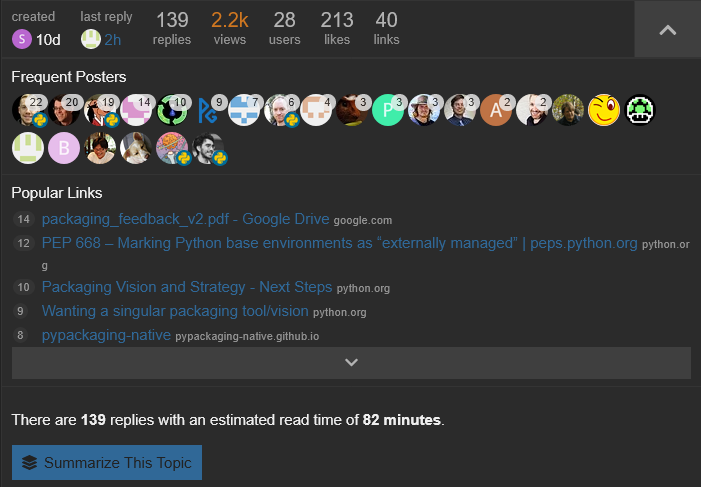 created last reply 139 2.2k 28 213 40
S 10d 2h replies views users likes links
Frequent Posters
22 20 19 14 10 9 7 6 4 3 P 3 3 3 A 2 2
B
Popular Links
14 packaging_feedback_v2.pdf - Google Drive google.com
12 PEP 668 – Marking Python base environments as “externally managed” | peps.python.org python.or
g
10 Packaging Vision and Strategy - Next Steps python.org
9 Wanting a singular packaging tool/vision python.org
8 pypackaging-native pypackaging-native.github.io
There are 139 replies with an estimated read time of 82 minutes.
Summarize This Topic